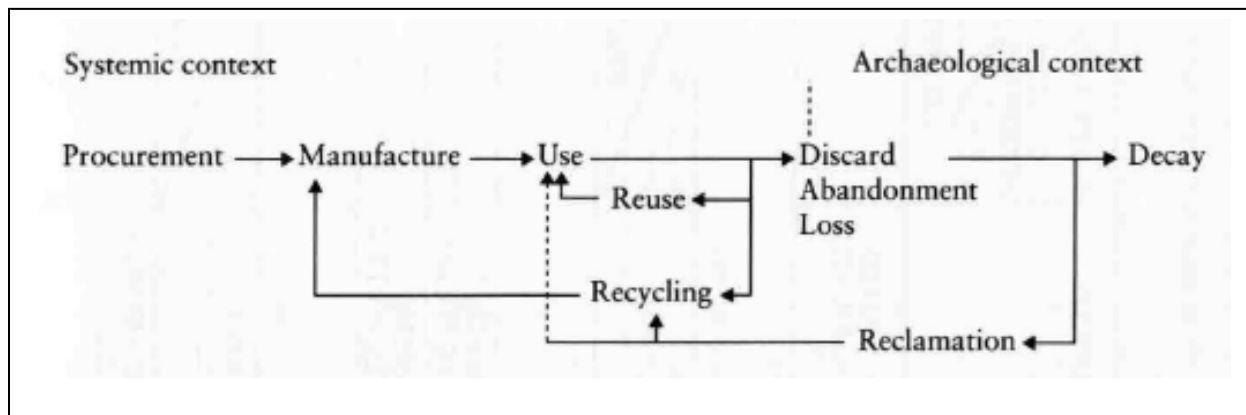 Systemic context
Archaeological context
Procurement
Manufacture
Use
Discard
Abandonment
Loss
Decay
Reuse
Recycling
Reclamation